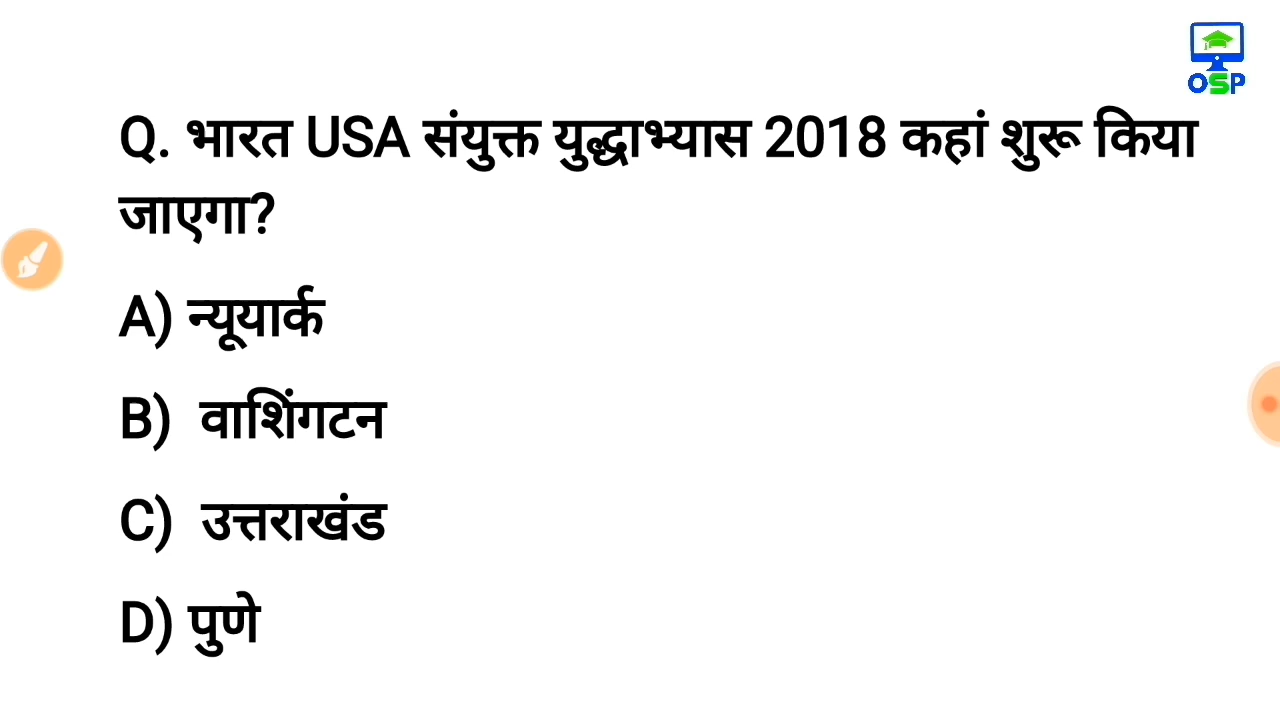 OSP
Q. भारत USA संयुक्त युद्धाभ्यास 2018 कहां शुरू किया
जाएगा?
A) न्यूयार्क
B) वाशिंगटन
C) उत्तराखंड
D) पुणे